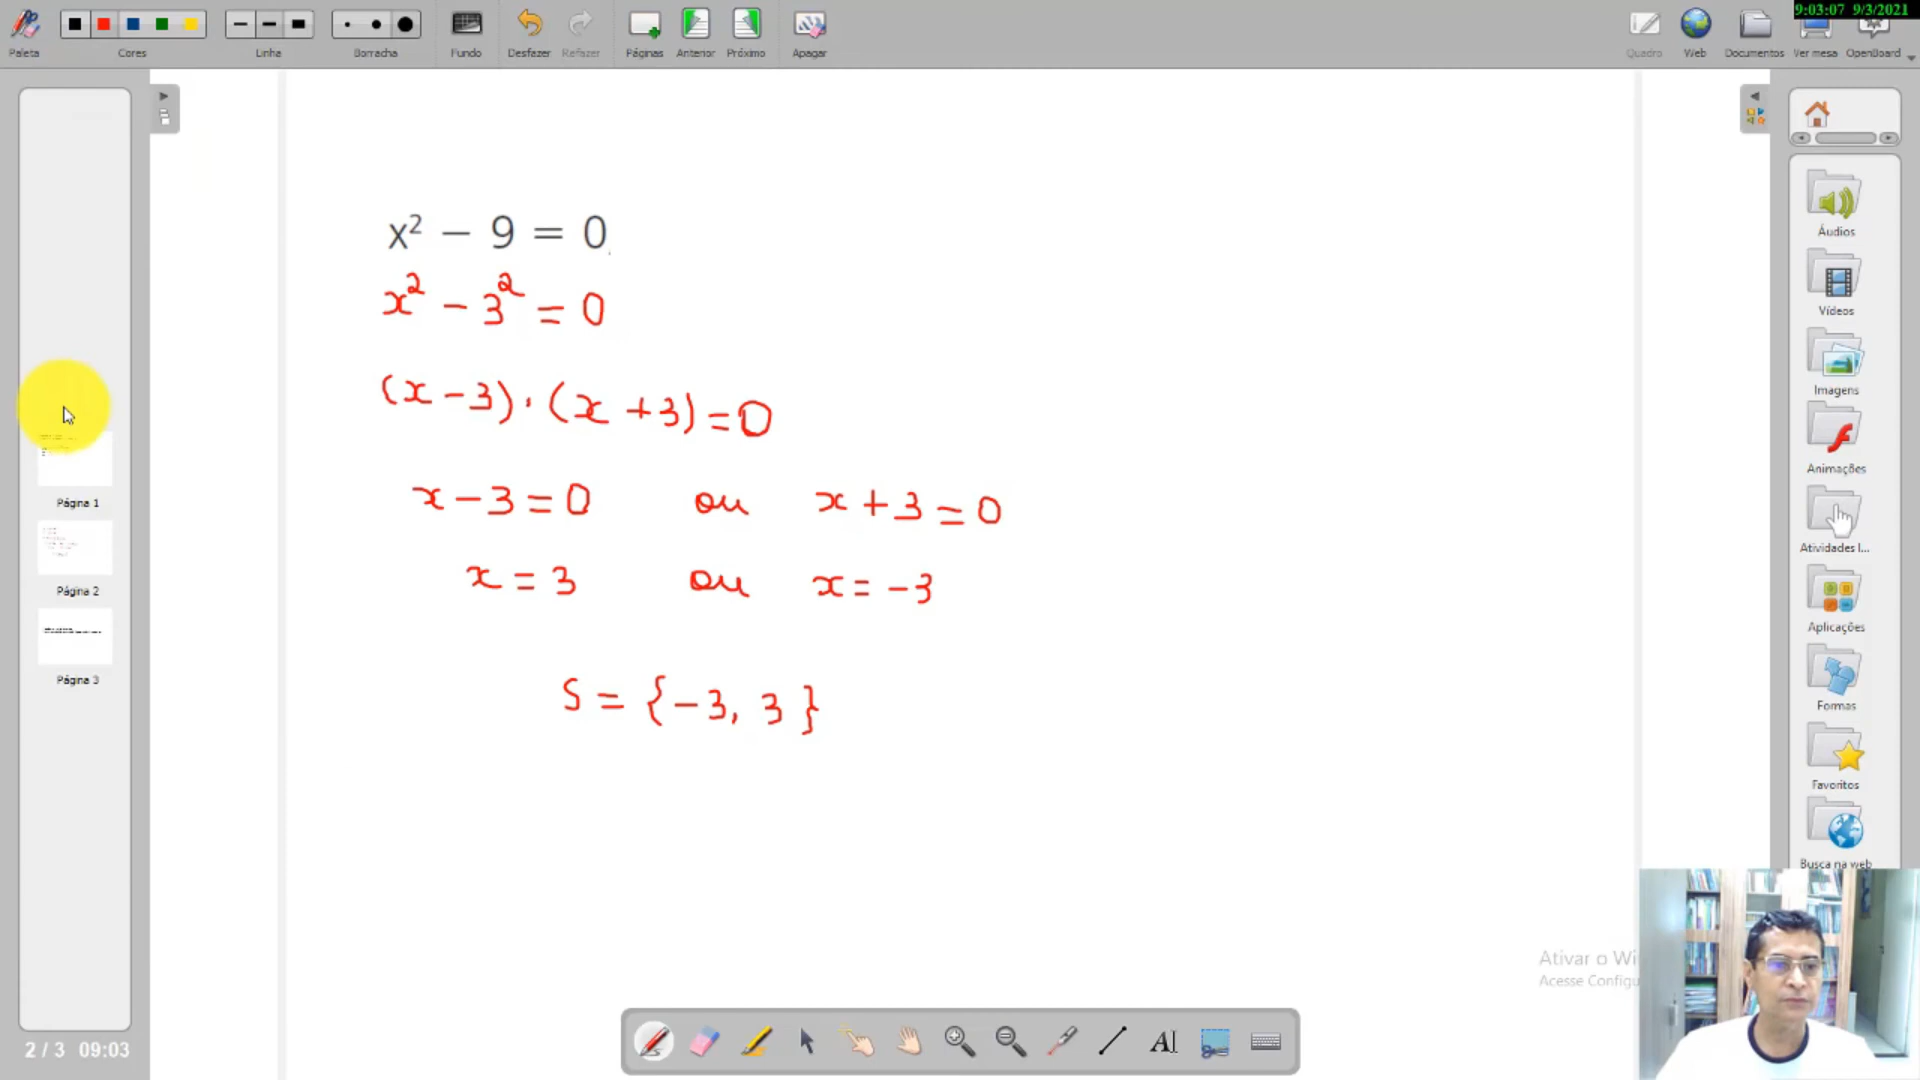 9:03:07 9/3/2021
Paleta
Cores
Linha
Borracha
Fundo
Desfazer
Refazer
Páginas
Anterior
Próximo
Apagar
Quadro
Web
Documentos
Ver mesa
OpenBoard
x² − 9 = 0
x² − 3² = 0
(x − 3) · (x + 3) = 0
x − 3 = 0 ou x + 3 = 0
x = 3 ou x = −3
S = {−3, 3}
Página 1
Página 2
Página 3
2 / 3 09:03
Áudios
Vídeos
Imagens
Animações
Atividades I...
Aplicações
Formas
Favoritos
Busca na web
Ativar o Wi
Acesse Configu
AI